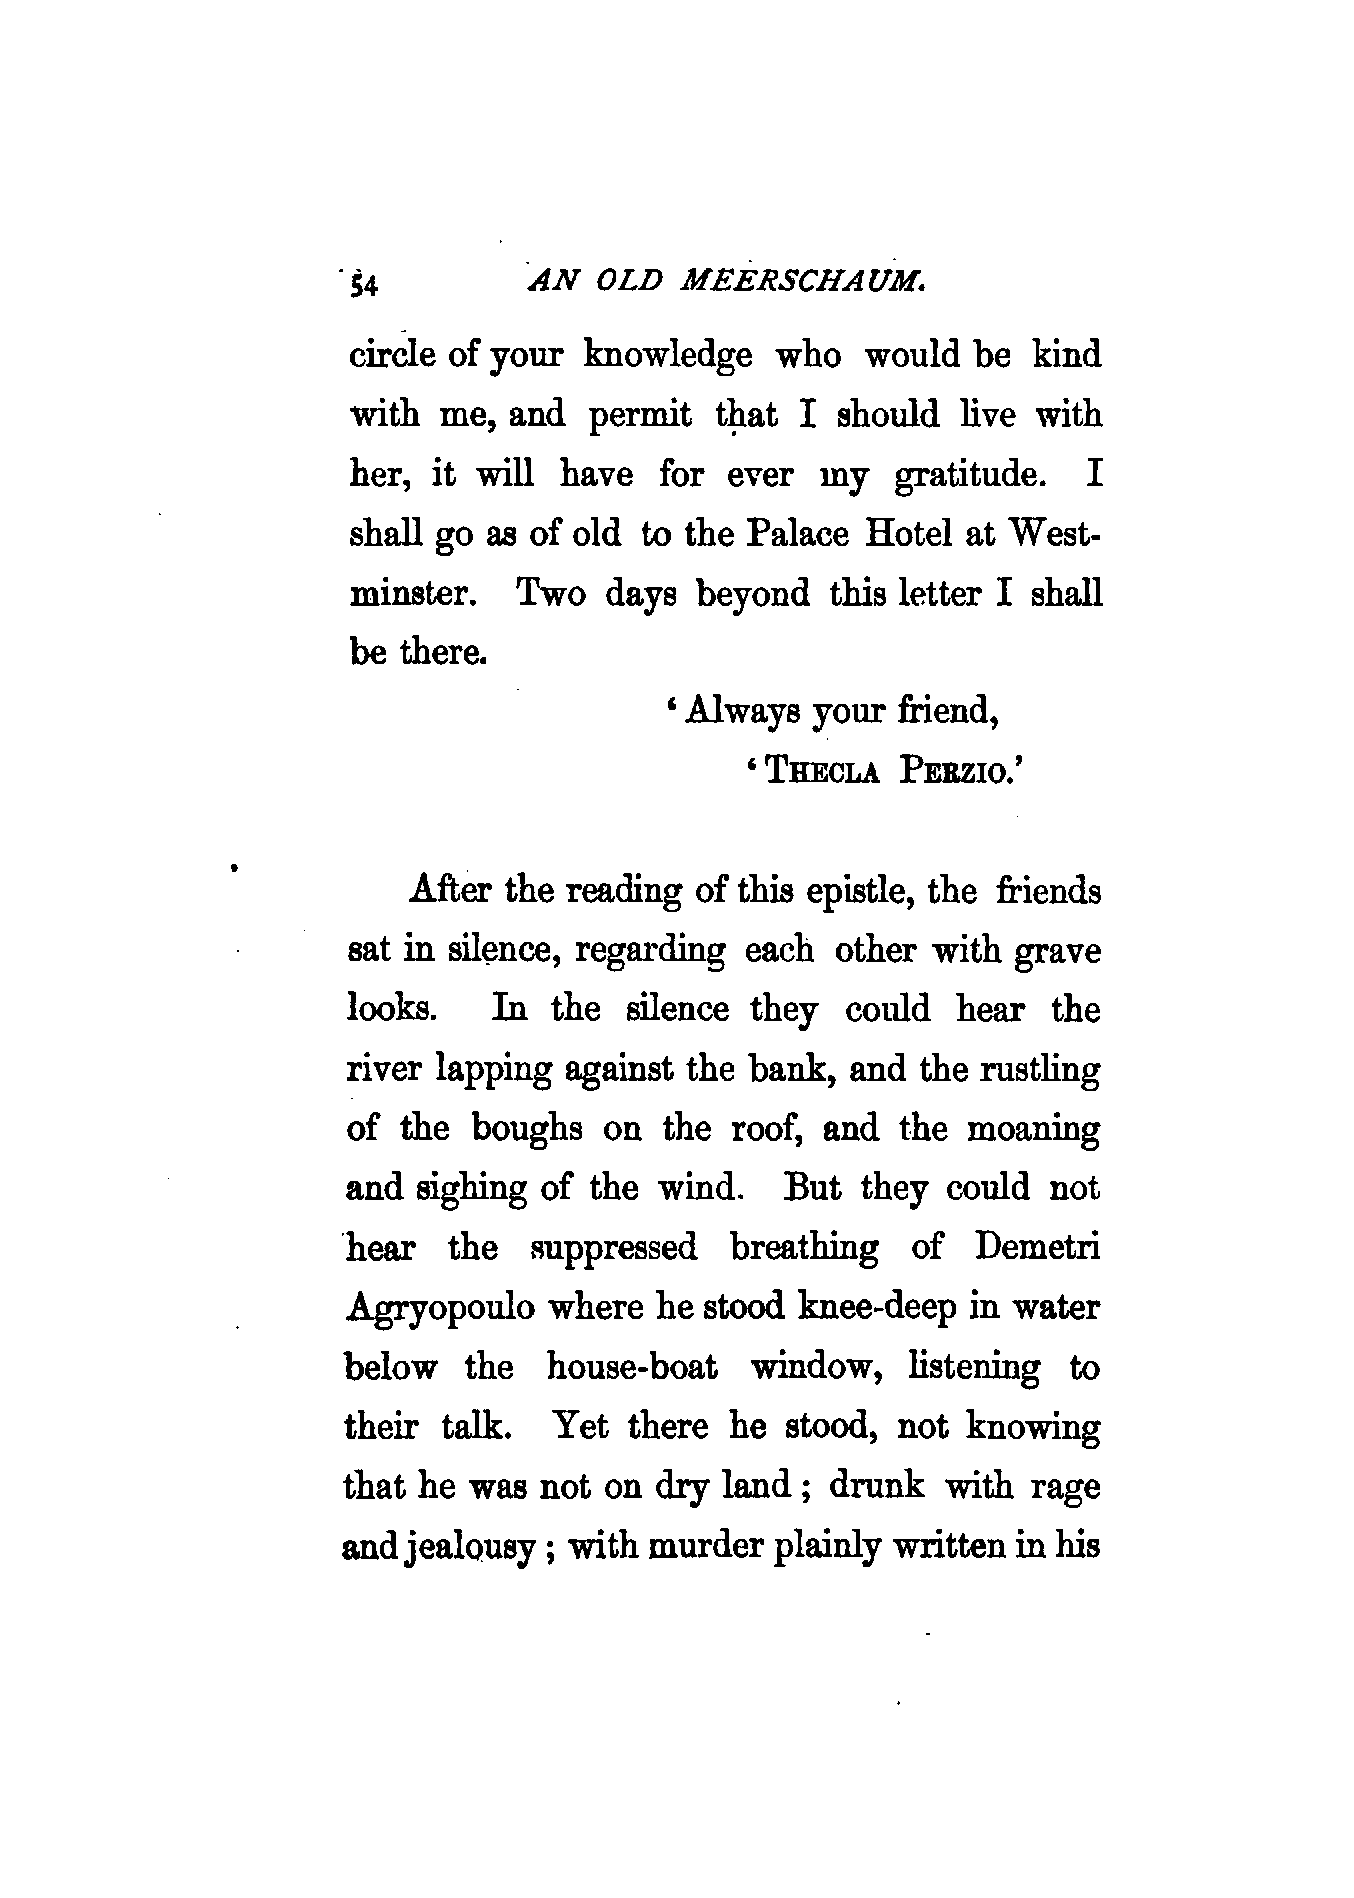 54 AN OLD MEERSCHAUM.
circle of your knowledge who would be kind
with me, and permit that I should live with
her, it will have for ever my gratitude. I
shall go as of old to the Palace Hotel at West-
minster. Two days beyond this letter I shall
be there.
‘Always your friend,
‘THECLA PERZIO.’
After the reading of this epistle, the friends
sat in silence, regarding each other with grave
looks. In the silence they could hear the
river lapping against the bank, and the rustling
of the boughs on the roof, and the moaning
and sighing of the wind. But they could not
hear the suppressed breathing of Demetri
Agryopoulo where he stood knee-deep in water
below the house-boat window, listening to
their talk. Yet there he stood, not knowing
that he was not on dry land; drunk with rage
and jealousy; with murder plainly written in his